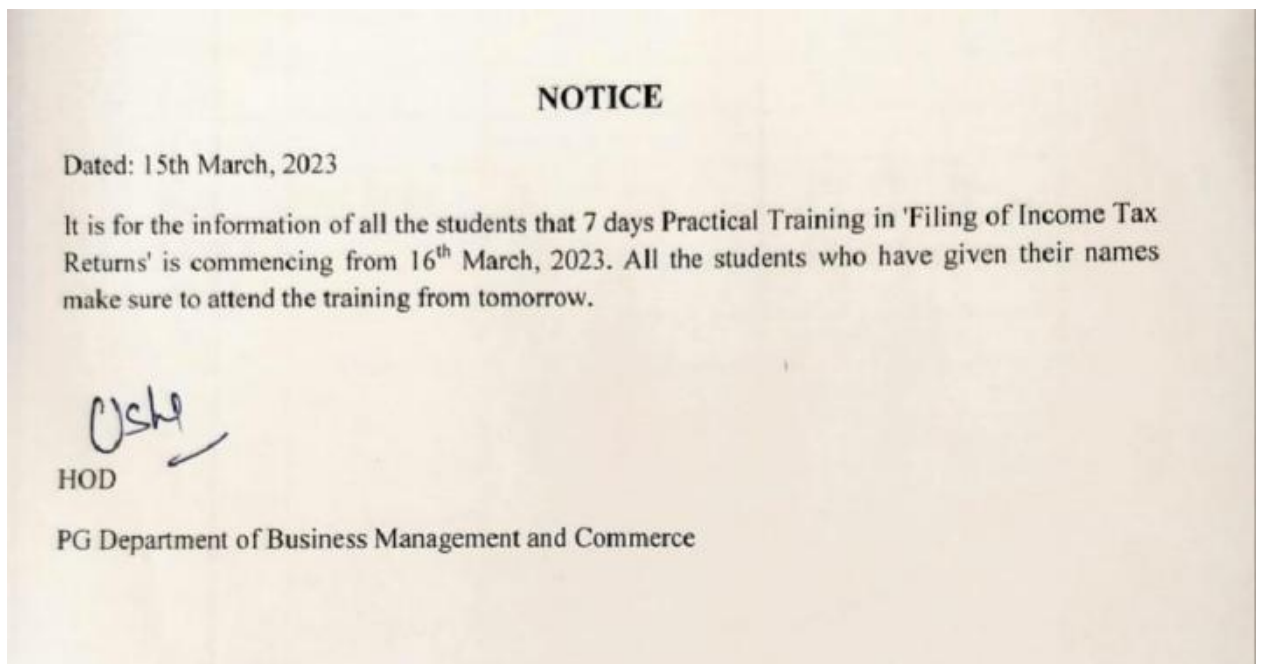 NOTICE
Dated: 15th March, 2023
It is for the information of all the students that 7 days Practical Training in 'Filing of Income Tax
Returns' is commencing from 16th March, 2023. All the students who have given their names
make sure to attend the training from tomorrow.
HOD
PG Department of Business Management and Commerce